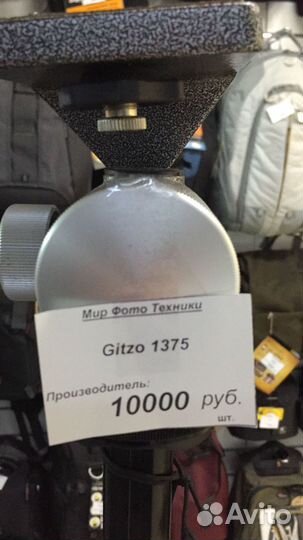 Мир Фото Техники
Gitzo 1375
Производитель:
10000 руб.
шт.
Avito